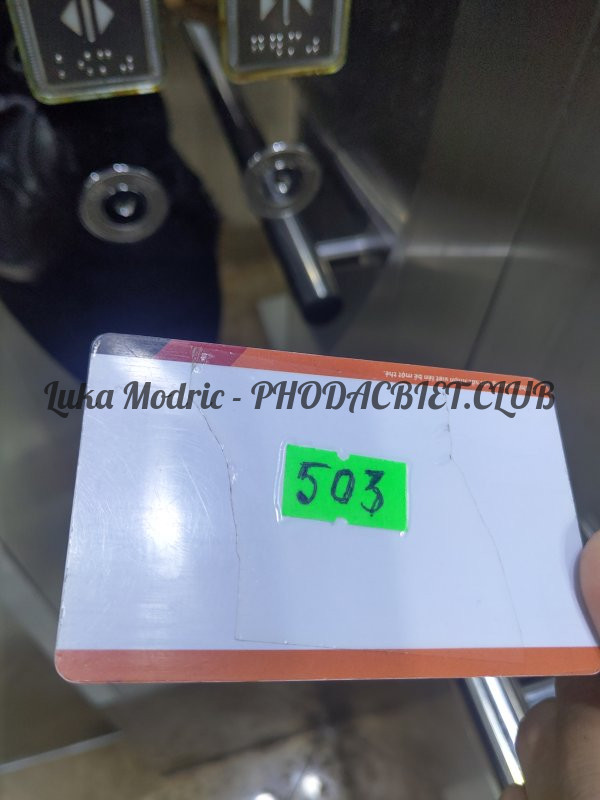 Luka Modric - PHODACBIET.CLUB
503